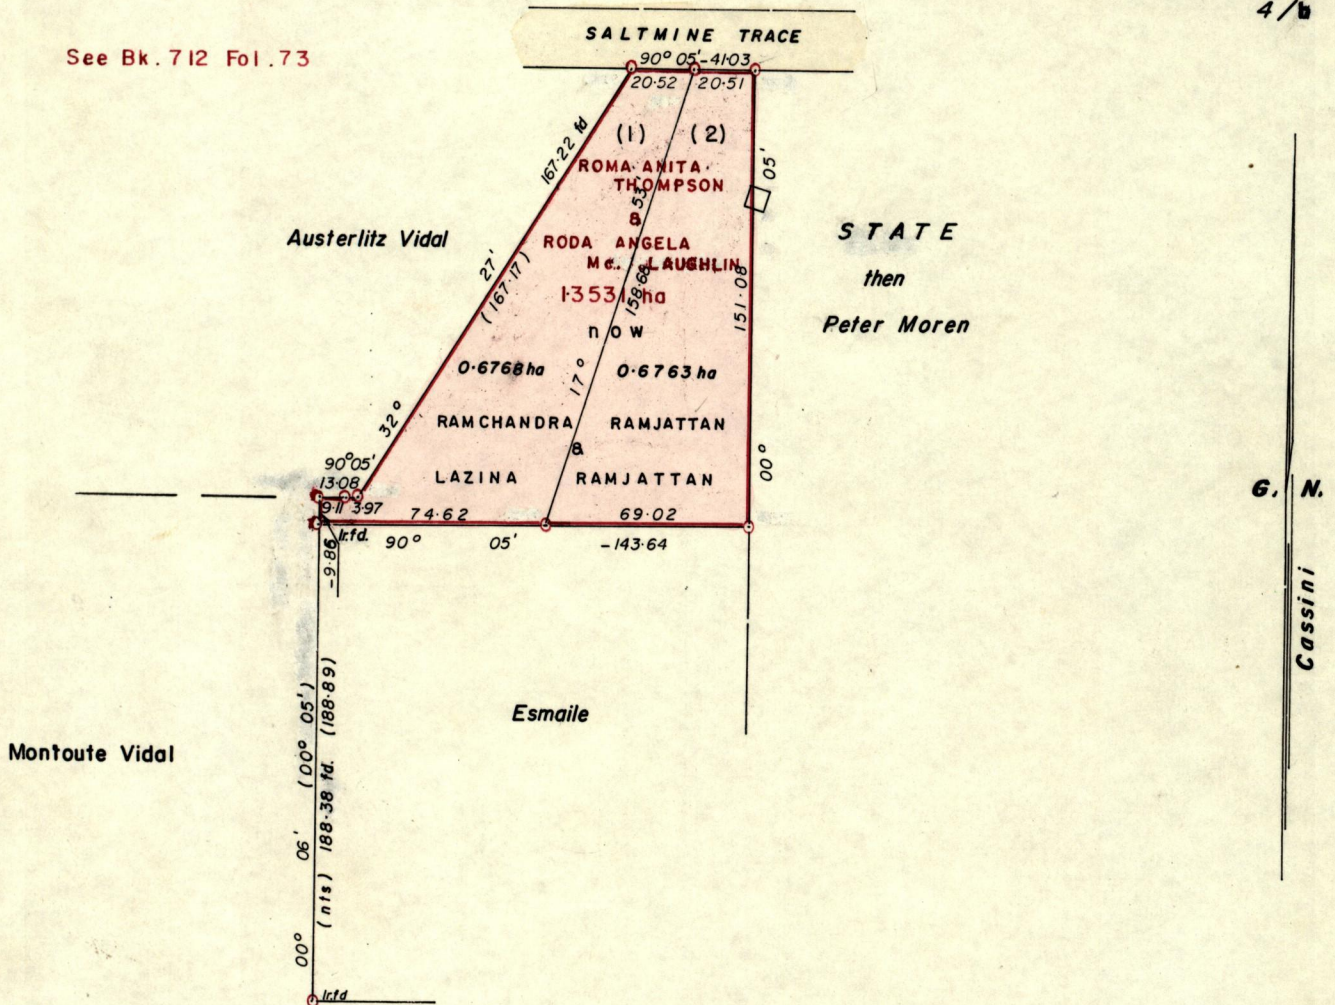 4/b
See Bk. 712 Fol. 73
SALTMINE TRACE
90° 05'-41·03
20·52 20·51
(1) (2)
167·22 fd
27'
(167·17)
32°
ROMA ANITA
THOMPSON
&
RODA ANGELA
Mc. LAUGHLIN
1·3531 ha
now
0·6768 ha 0·6763 ha
RAMCHANDRA RAMJATTAN
&
LAZINA RAMJATTAN
53'
158·68
17°
05'
151·08
00°
Austerlitz Vidal
STATE
then
Peter Moren
90°05'
13·08
9·11 3·97
74·62 69·02
Ir.fd.
90° 05' -143·64
-9·86
G. N.
Cassini
Esmaile
Montoute Vidal
00° 06' (00° 05')
(nts) 188·38 fd. (188·89)
Ir.fd